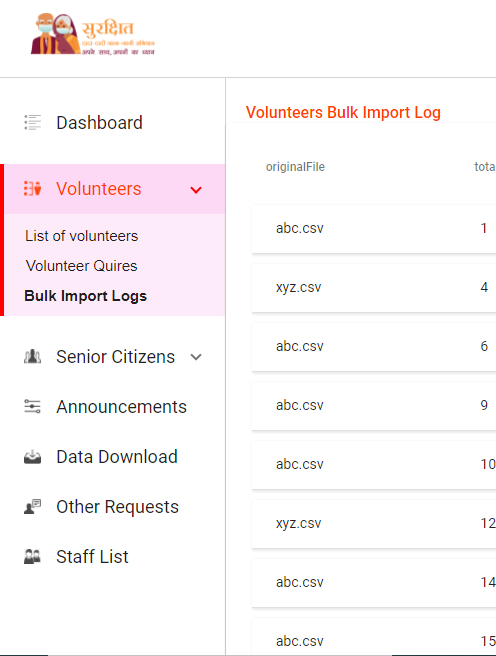 सुरक्षित
दादा-दादी नाना-नानी अभियान
अपने साथ, अपनों का ध्यान
Dashboard
Volunteers
List of volunteers
Volunteer Quires
Bulk Import Logs
Senior Citizens
Announcements
Data Download
Other Requests
Staff List
Volunteers Bulk Import Log
originalFile tota
abc.csv 1
xyz.csv 4
abc.csv 6
abc.csv 9
abc.csv 10
xyz.csv 12
abc.csv 14
abc.csv 15